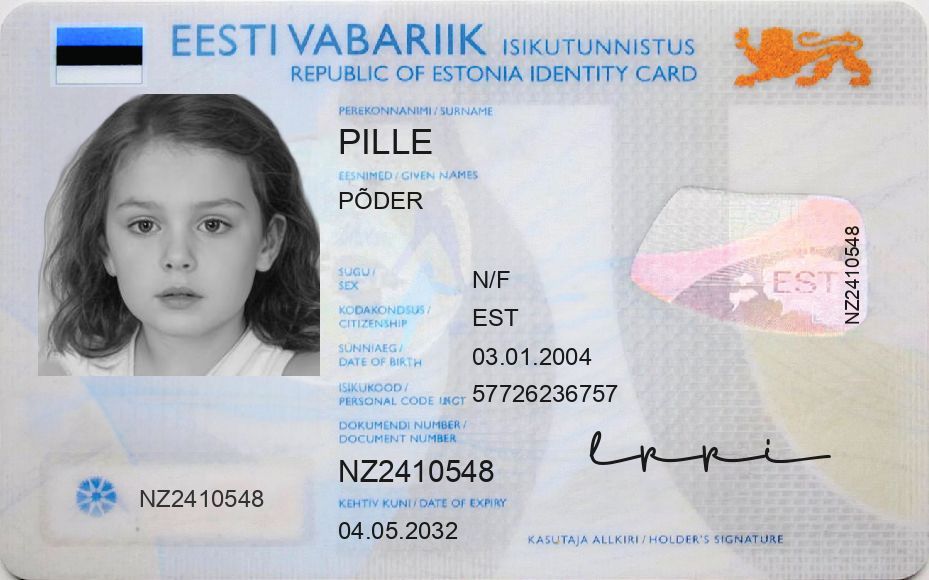 EESTI VABARIIK ISIKUTUNNISTUS
REPUBLIC OF ESTONIA IDENTITY CARD
PEREKONNANIMI / SURNAME
PILLE
EESNIMED / GIVEN NAMES
PÕDER
SUGU / SEX
N/F
KODAKONDSUS / CITIZENSHIP
EST
SÜNNIAEG / DATE OF BIRTH
03.01.2004
ISIKUKOOD / PERSONAL CODE
57726236757
DOKUMENDI NUMBER / DOCUMENT NUMBER
NZ2410548
KEHTIV KUNI / DATE OF EXPIRY
04.05.2032
NZ2410548
EST
NZ2410548
KASUTAJA ALLKIRI / HOLDER'S SIGNATURE